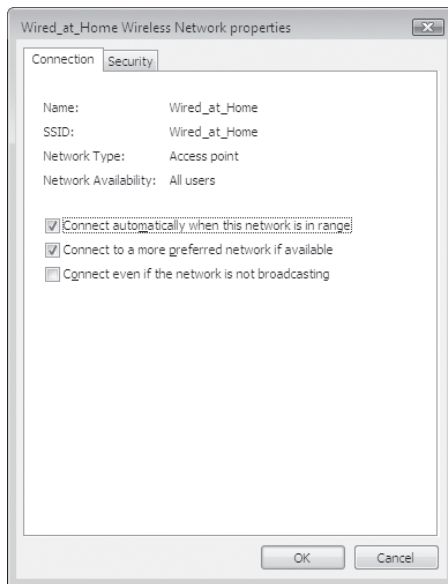 Wired_at_Home Wireless Network properties
Connection Security
Name: Wired_at_Home
SSID: Wired_at_Home
Network Type: Access point
Network Availability: All users
Connect automatically when this network is in range
Connect to a more preferred network if available
Connect even if the network is not broadcasting
OK Cancel